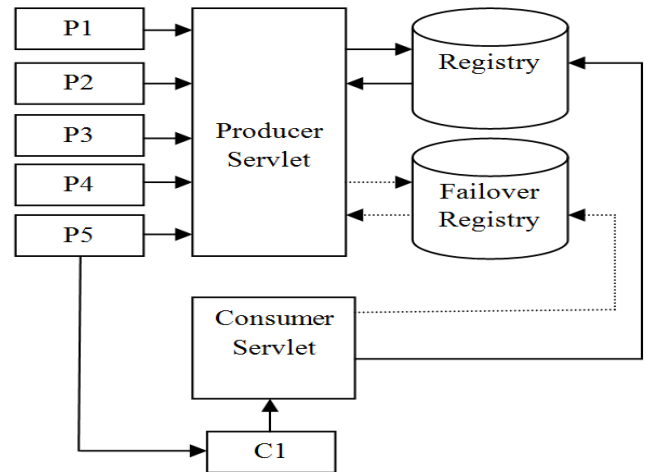 P1
P2
P3
P4
P5
Producer
Servlet
Registry
Failover
Registry
Consumer
Servlet
C1